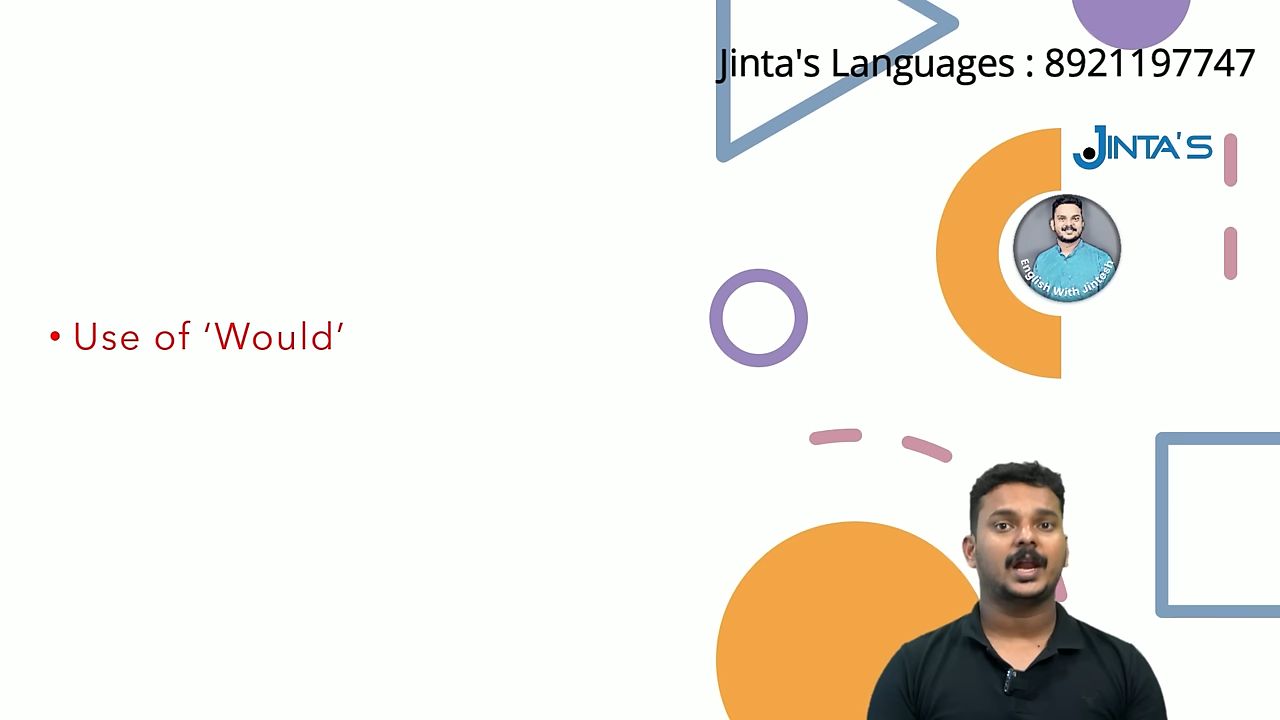 Jinta's Languages : 8921197747
JINTA'S
English With Jintesh
• Use of ‘Would’